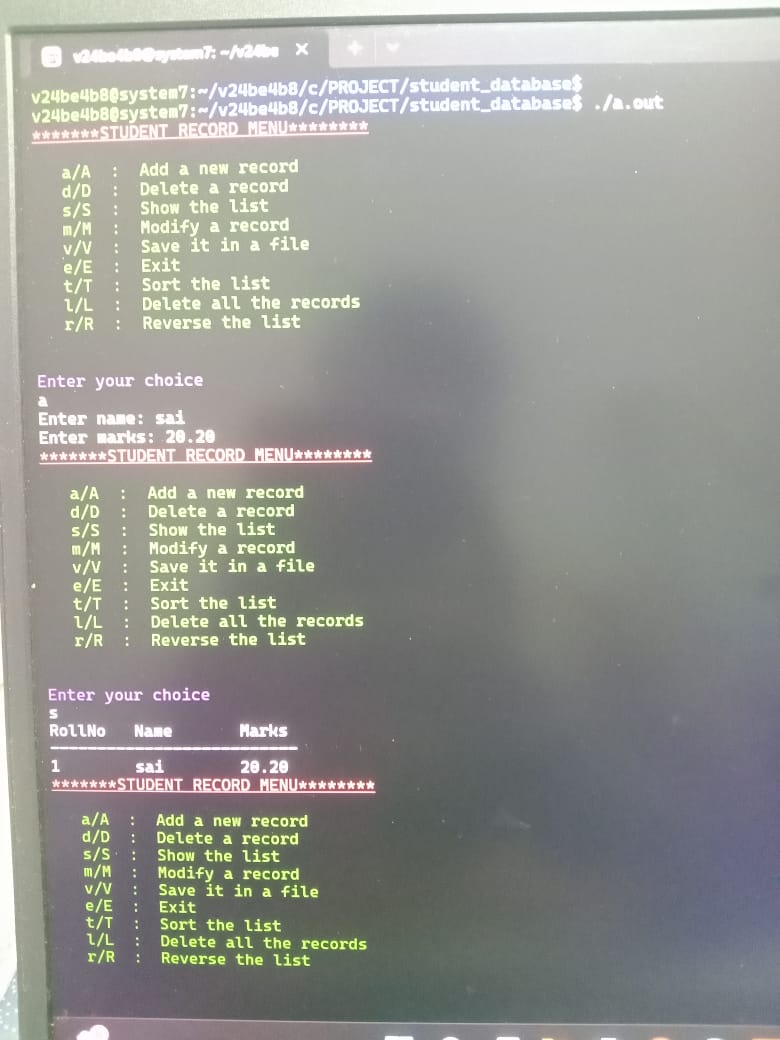 v24be4b8@system7: ~/v24be
v24be4b8@system7:~/v24be4b8/c/PROJECT/student_database$
v24be4b8@system7:~/v24be4b8/c/PROJECT/student_database$ ./a.out
*******STUDENT RECORD MENU********
a/A : Add a new record
d/D : Delete a record
s/S : Show the list
m/M : Modify a record
v/V : Save it in a file
e/E : Exit
t/T : Sort the list
l/L : Delete all the records
r/R : Reverse the list
Enter your choice
a
Enter name: sai
Enter marks: 20.20
*******STUDENT RECORD MENU********
a/A : Add a new record
d/D : Delete a record
s/S : Show the list
m/M : Modify a record
v/V : Save it in a file
e/E : Exit
t/T : Sort the list
l/L : Delete all the records
r/R : Reverse the list
Enter your choice
s
RollNo Name Marks
--------------------------
1 sai 20.20
*******STUDENT RECORD MENU********
a/A : Add a new record
d/D : Delete a record
s/S : Show the list
m/M : Modify a record
v/V : Save it in a file
e/E : Exit
t/T : Sort the list
l/L : Delete all the records
r/R : Reverse the list